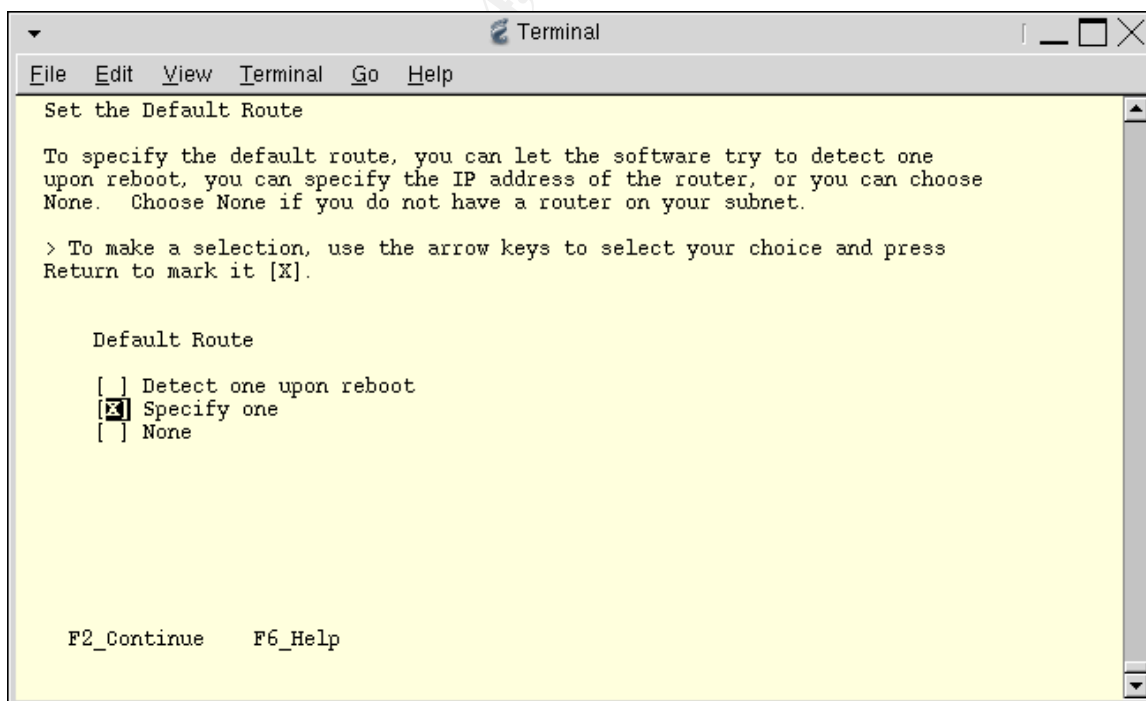 Terminal
File Edit View Terminal Go Help
Set the Default Route
To specify the default route, you can let the software try to detect one
upon reboot, you can specify the IP address of the router, or you can choose
None. Choose None if you do not have a router on your subnet.
> To make a selection, use the arrow keys to select your choice and press
Return to mark it [X].
Default Route
[ ] Detect one upon reboot
[X] Specify one
[ ] None
F2_Continue F6_Help